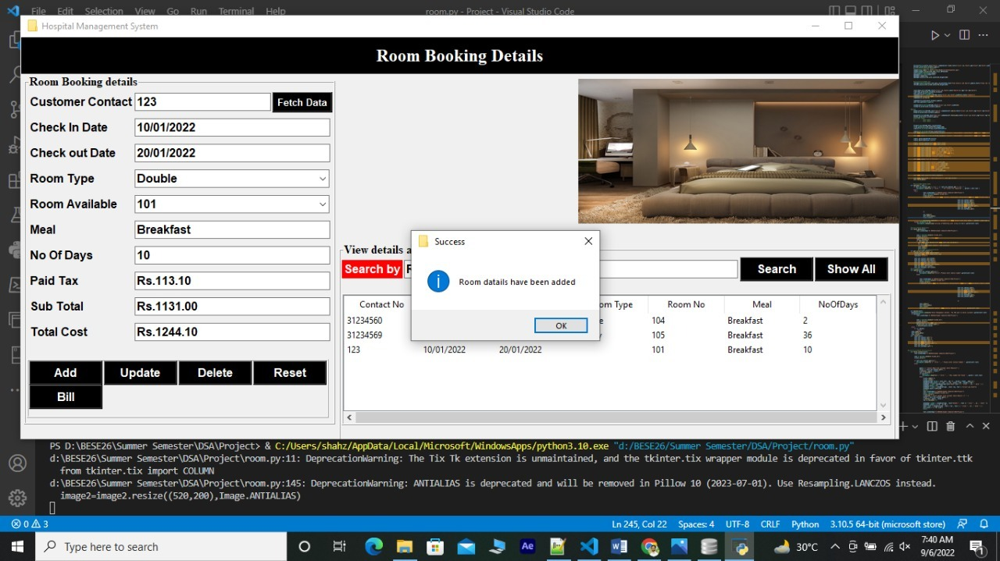 File Edit Selection View Go Run Terminal Help room.py - Project - Visual Studio Code
Hospital Management System
Room Booking Details
Room Booking details
Customer Contact 123 Fetch Data
Check In Date 10/01/2022
Check out Date 20/01/2022
Room Type Double
Room Available 101
Meal Breakfast
No Of Days 10
Paid Tax Rs.113.10
Sub Total Rs.1131.00
Total Cost Rs.1244.10
Add Update Delete Reset
Bill
View details a
Search by Search Show All
Contact No om Type Room No Meal NoOfDays
31234560 104 Breakfast 2
31234569 105 Breakfast 36
123 10/01/2022 20/01/2022 101 Breakfast 10
Success
Room datails have been added
OK
PS D:\BESE26\Summer Semester\DSA\Project> & C:/Users/shahz/AppData/Local/Microsoft/WindowsApps/python3.10.exe "d:/BESE26/Summer Semester/DSA/Project/room.py"
d:\BESE26\Summer Semester\DSA\Project\room.py:11: DeprecationWarning: The Tix Tk extension is unmaintained, and the tkinter.tix wrapper module is deprecated in favor of tkinter.ttk
from tkinter.tix import COLUMN
d:\BESE26\Summer Semester\DSA\Project\room.py:145: DeprecationWarning: ANTIALIAS is deprecated and will be removed in Pillow 10 (2023-07-01). Use Resampling.LANCZOS instead.
image2=image2.resize((520,200),Image.ANTIALIAS)
0 3 Ln 245, Col 22 Spaces: 4 UTF-8 CRLF Python 3.10.5 64-bit (microsoft store)
Type here to search Ae 30°C 7:40 AM
9/6/2022 1